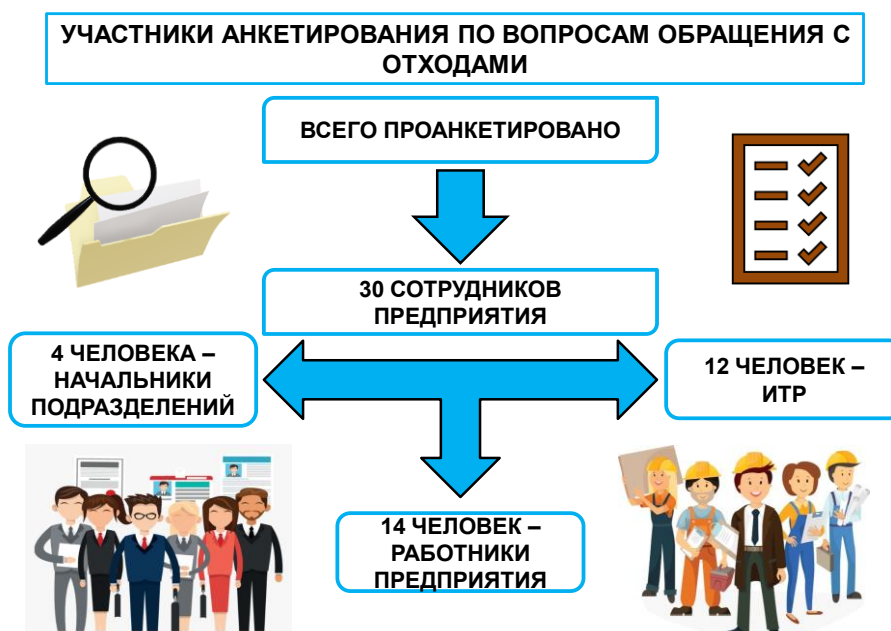 УЧАСТНИКИ АНКЕТИРОВАНИЯ ПО ВОПРОСАМ ОБРАЩЕНИЯ С
ОТХОДАМИ
ВСЕГО ПРОАНКЕТИРОВАНО
30 СОТРУДНИКОВ
ПРЕДПРИЯТИЯ
4 ЧЕЛОВЕКА –
НАЧАЛЬНИКИ
ПОДРАЗДЕЛЕНИЙ
12 ЧЕЛОВЕК –
ИТР
14 ЧЕЛОВЕК –
РАБОТНИКИ
ПРЕДПРИЯТИЯ